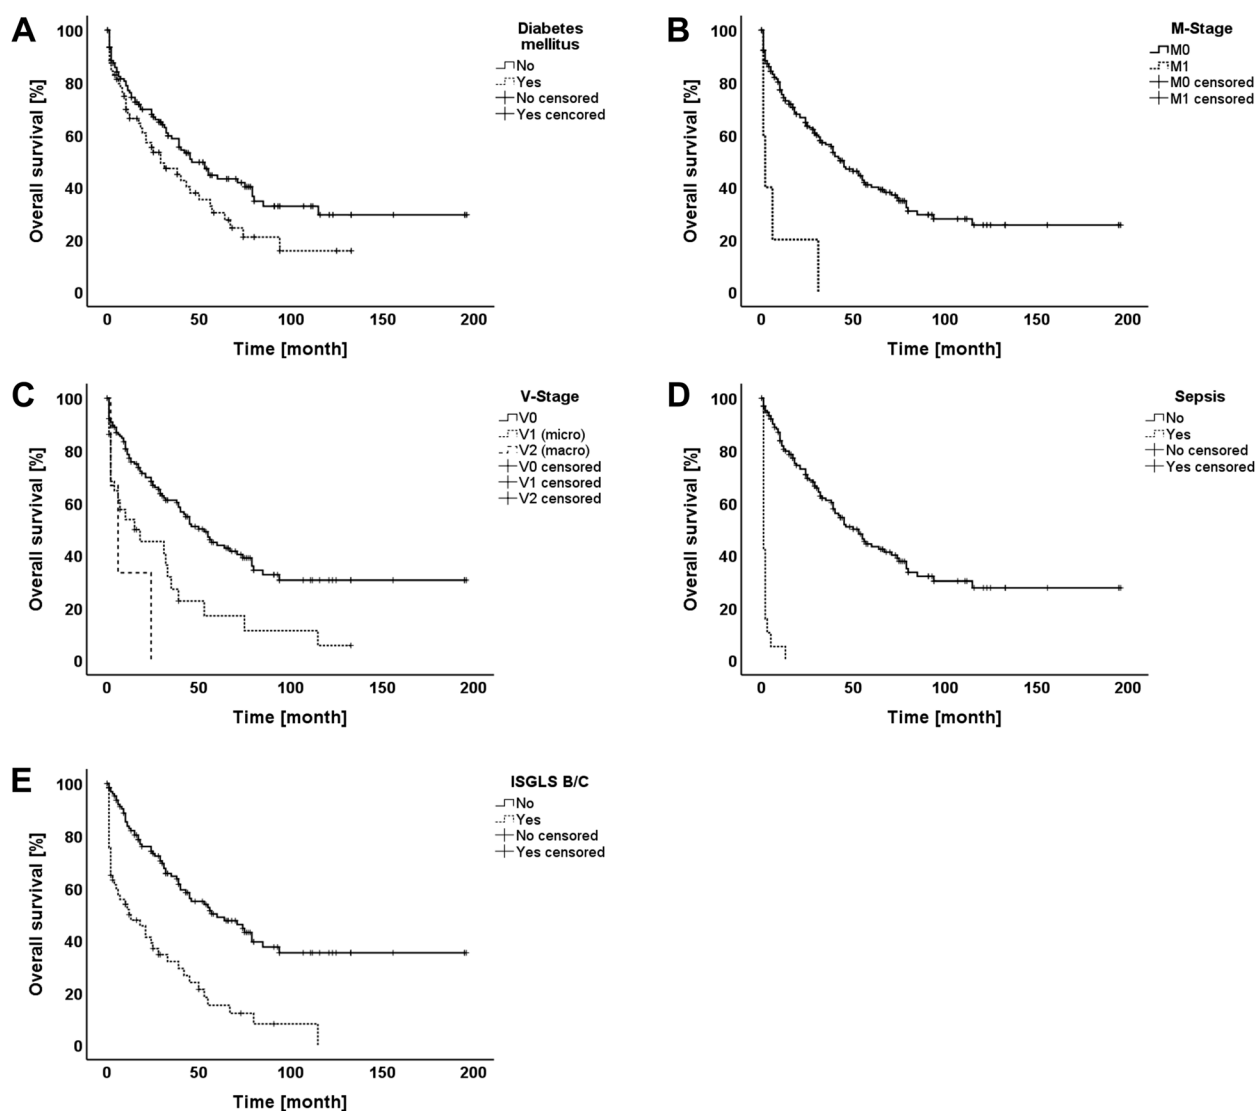 A
Diabetes
mellitus
No
Yes
No censored
Yes cencored
Overall survival [%]
100
80
60
40
20
0
0 50 100 150 200
Time [month]
B
M-Stage
M0
M1
M0 censored
M1 censored
Overall survival [%]
100
80
60
40
20
0
0 50 100 150 200
Time [month]
C
V-Stage
V0
V1 (micro)
V2 (macro)
V0 censored
V1 censored
V2 censored
Overall survival [%]
100
80
60
40
20
0
0 50 100 150 200
Time [month]
D
Sepsis
No
Yes
No censored
Yes censored
Overall survival [%]
100
80
60
40
20
0
0 50 100 150 200
Time [month]
E
ISGLS B/C
No
Yes
No censored
Yes censored
Overall survival [%]
100
80
60
40
20
0
0 50 100 150 200
Time [month]